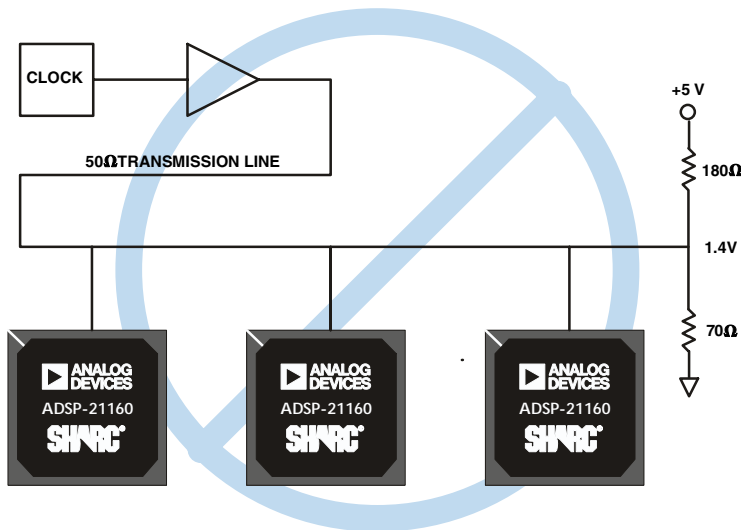 CLOCK
50ΩTRANSMISSION LINE
+5 V
180Ω
1.4V
70Ω
ANALOG
DEVICES
ADSP-21160
SHARC
ANALOG
DEVICES
ADSP-21160
SHARC
ANALOG
DEVICES
ADSP-21160
SHARC